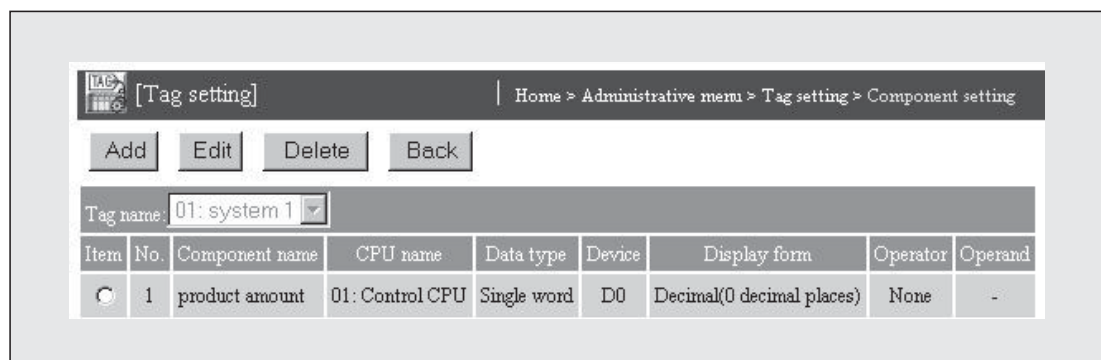 TAG
[Tag setting]
Home > Administrative menu > Tag setting > Component setting
Add Edit Delete Back
Tag name: 01: system 1
Item No. Component name CPU name Data type Device Display form Operator Operand
1 product amount 01: Control CPU Single word D0 Decimal(0 decimal places) None -